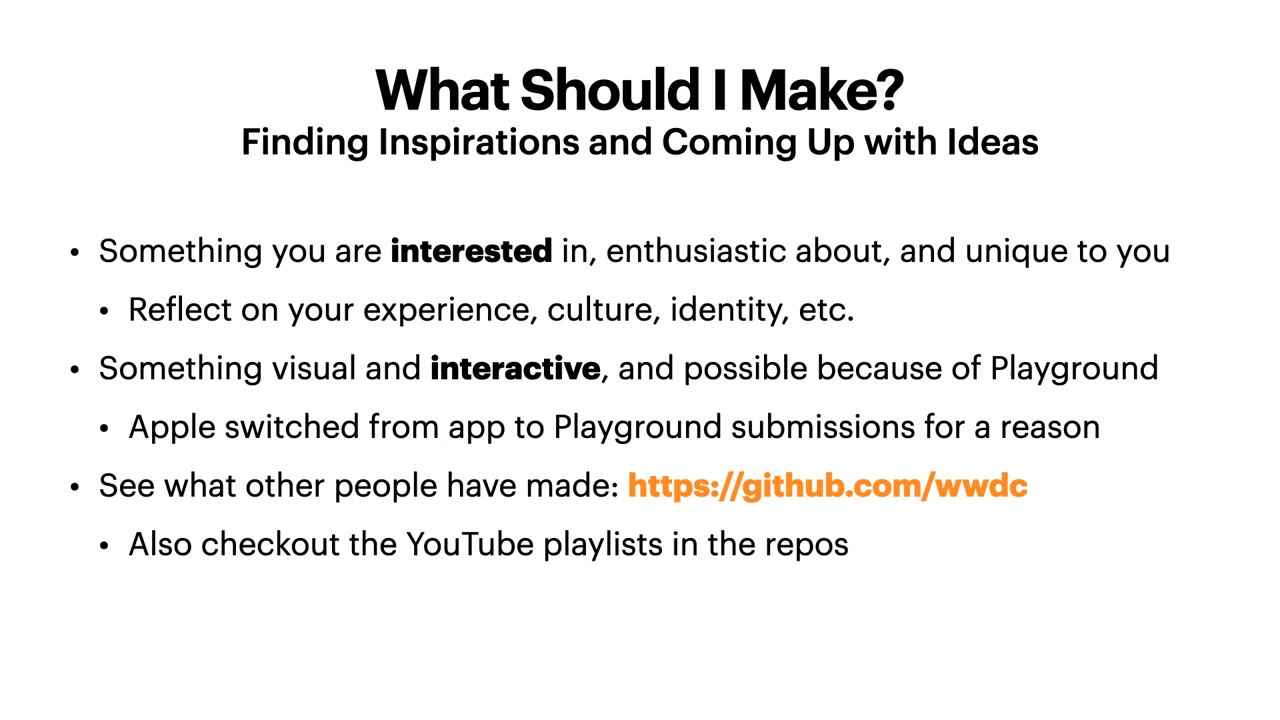 What Should I Make?
Finding Inspirations and Coming Up with Ideas
• Something you are interested in, enthusiastic about, and unique to you
• Reflect on your experience, culture, identity, etc.
• Something visual and interactive, and possible because of Playground
• Apple switched from app to Playground submissions for a reason
• See what other people have made: https://github.com/wwdc
• Also checkout the YouTube playlists in the repos